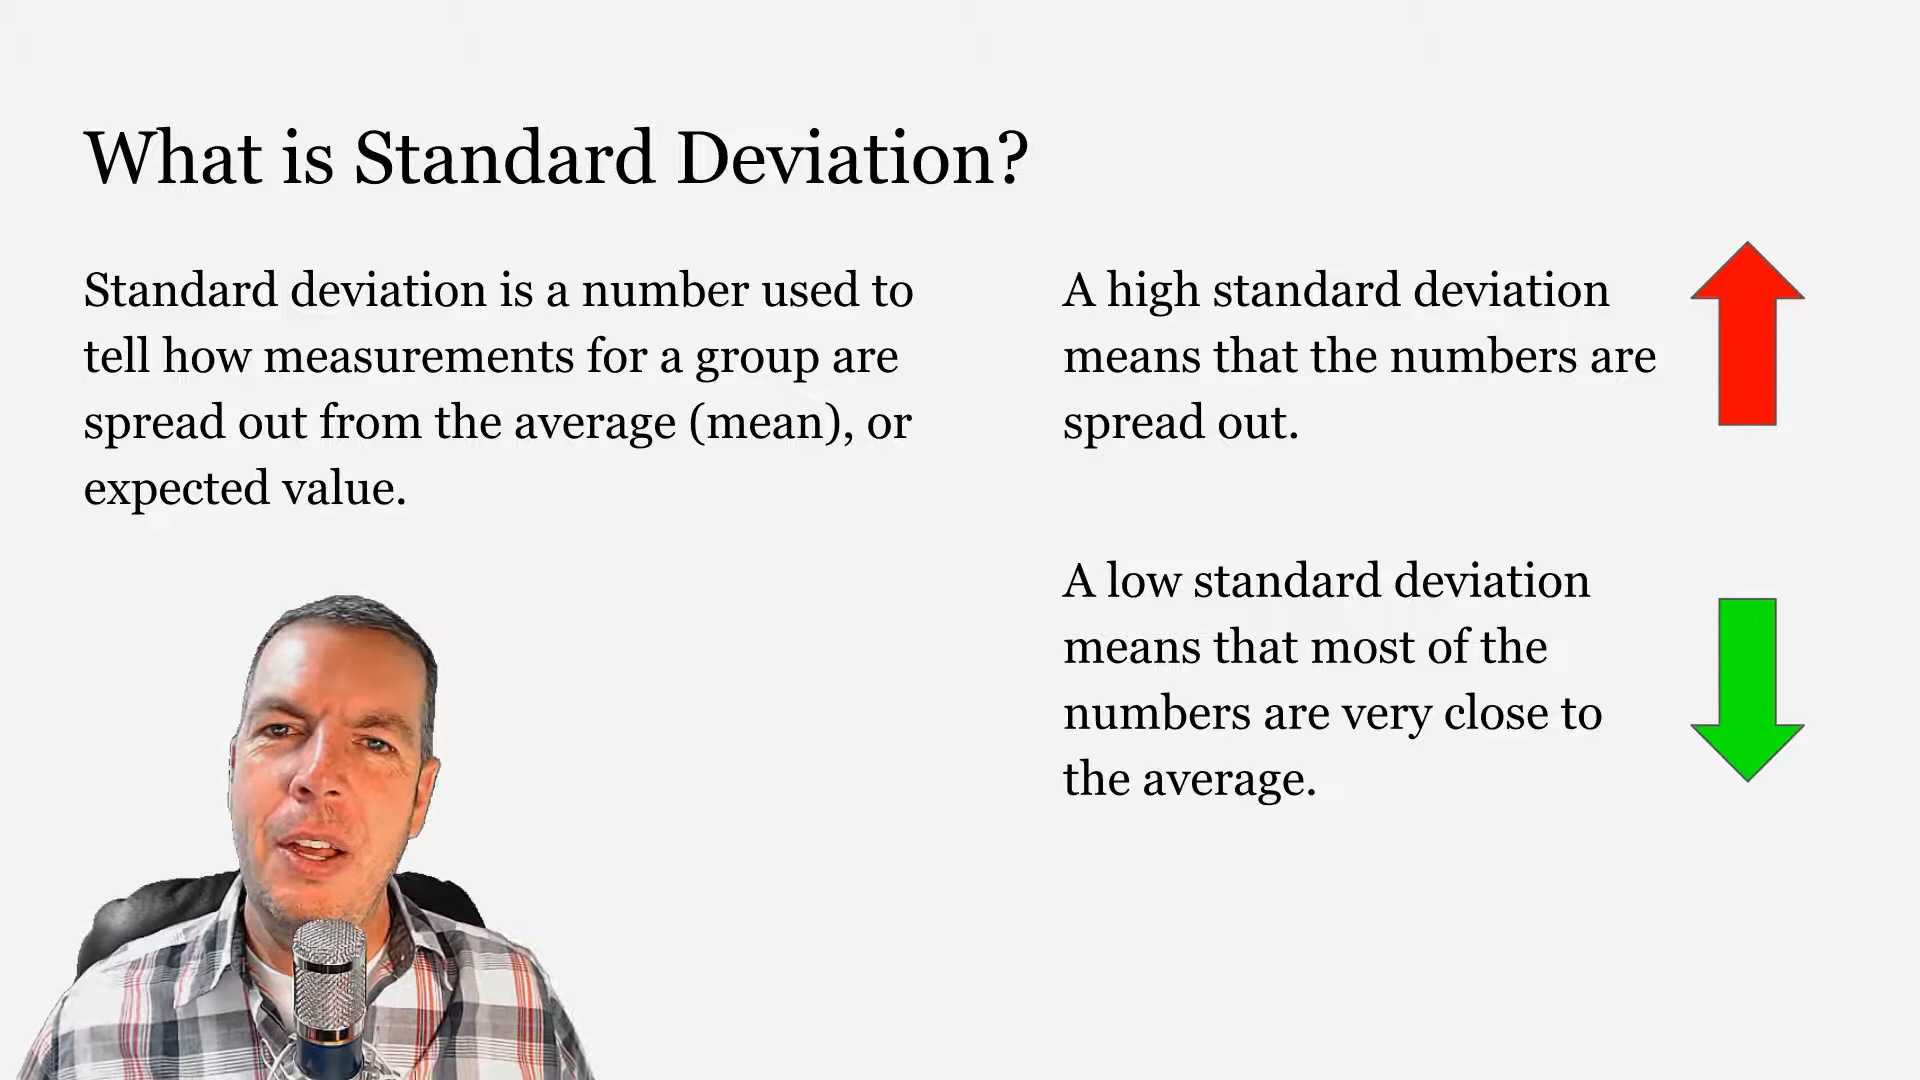 What is Standard Deviation?
Standard deviation is a number used to
tell how measurements for a group are
spread out from the average (mean), or
expected value.
A high standard deviation
means that the numbers are
spread out.
A low standard deviation
means that most of the
numbers are very close to
the average.